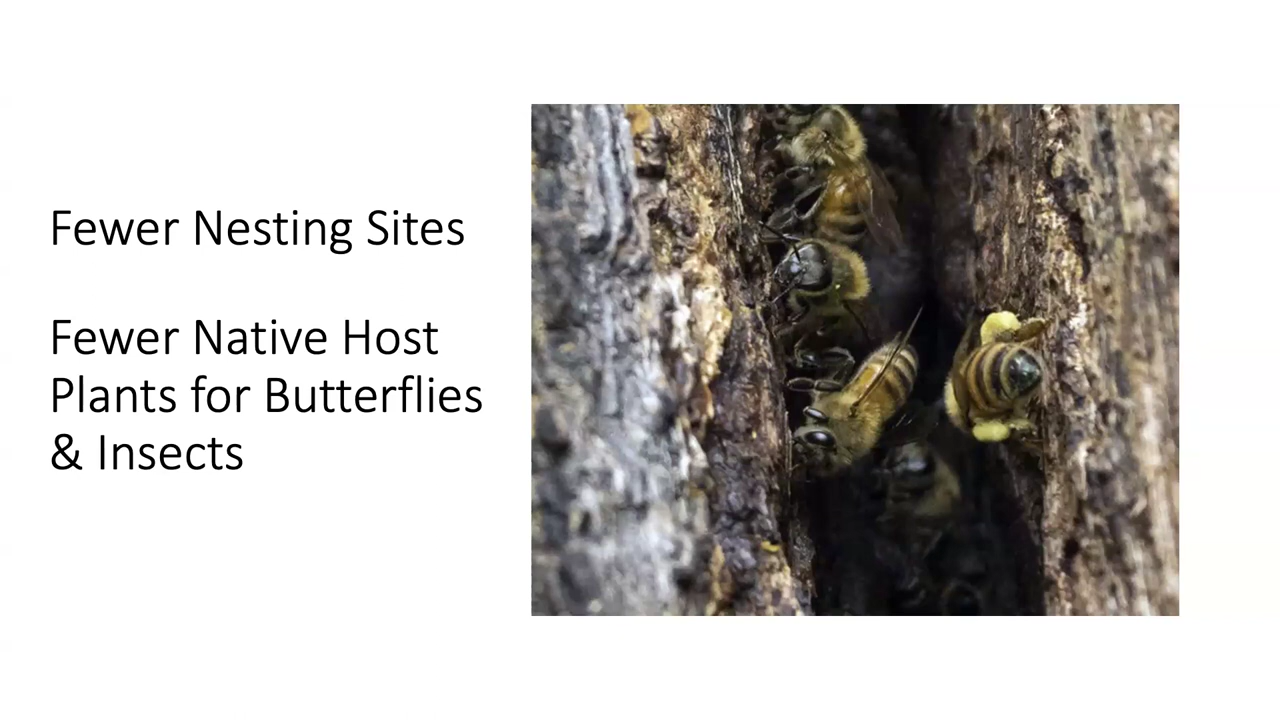 Fewer Nesting Sites
Fewer Native Host
Plants for Butterflies
& Insects